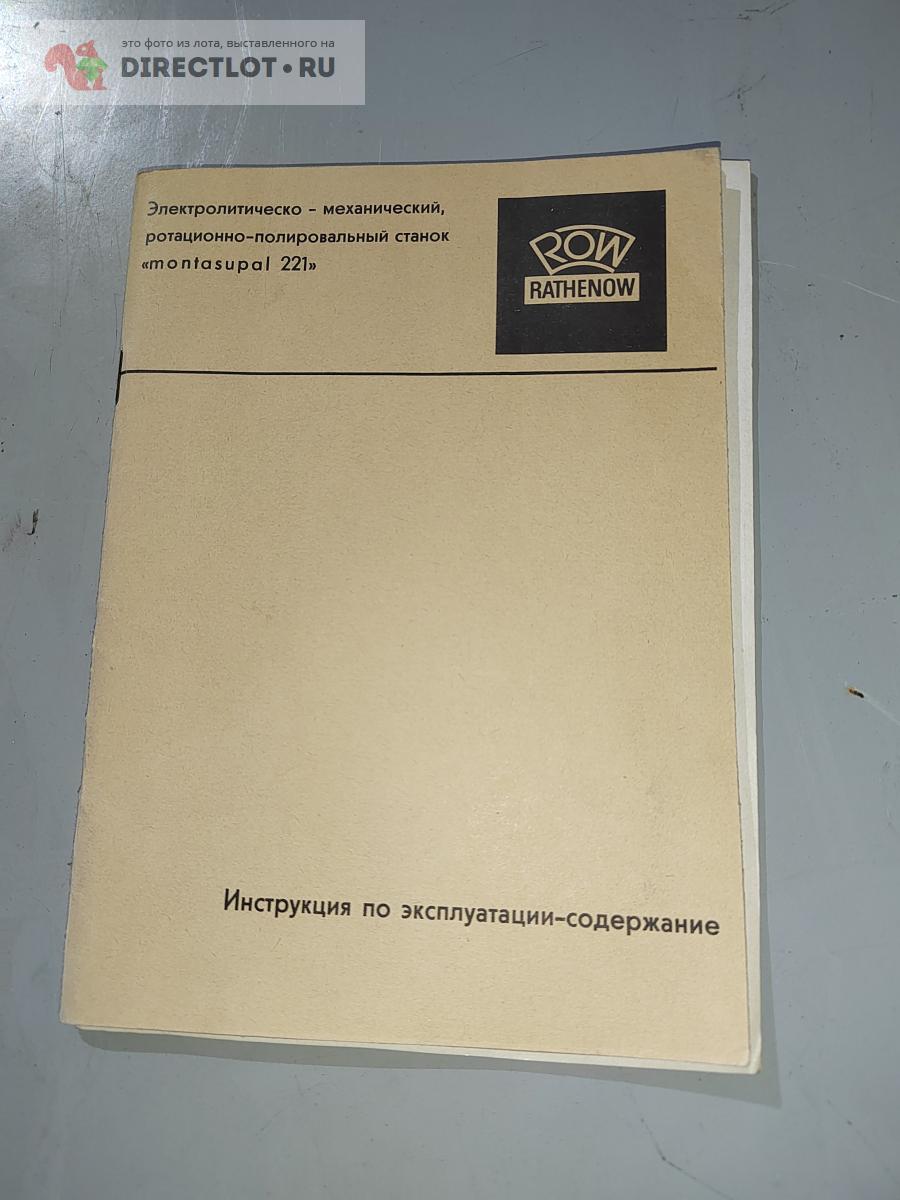 это фото из лота, выставленного на
DIRECTLOT•RU
Электролитическо - механический,
ротационно-полировальный станок
«montasupal 221»
ROW
RATHENOW
Инструкция по эксплуатации-содержание